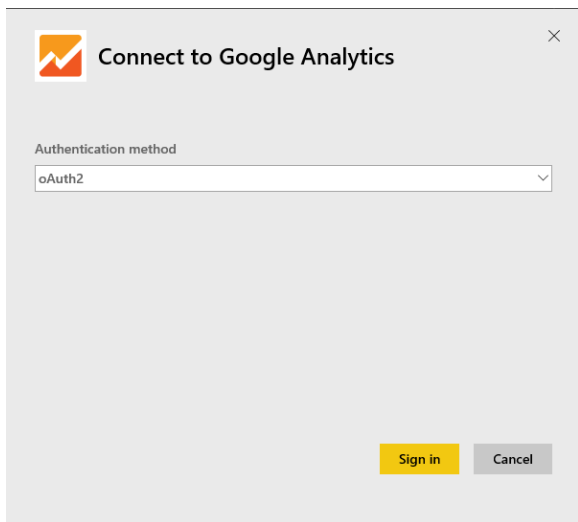 Connect to Google Analytics
Authentication method
oAuth2
Sign in
Cancel